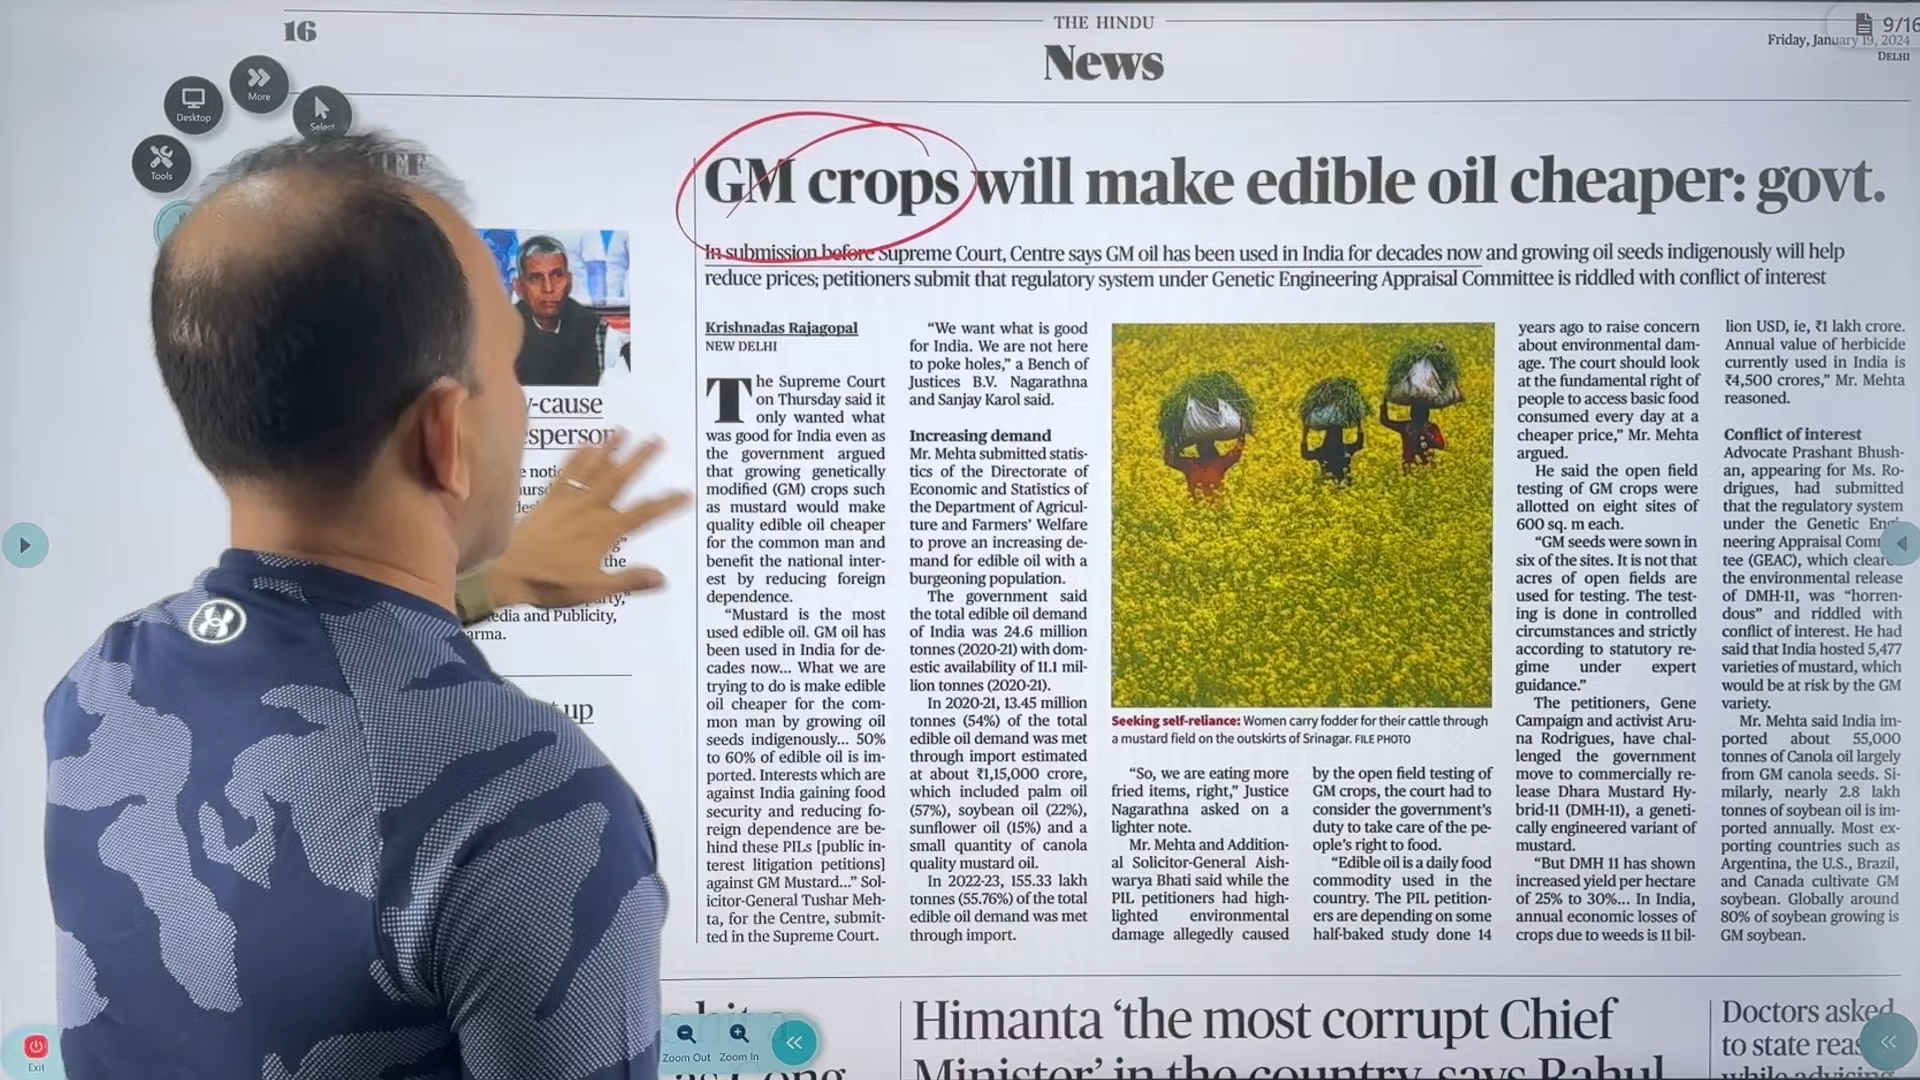 16
THE HINDU
News
9/16
Friday, January 19, 2024
DELHI
More
Desktop
Select
Tools
GM crops will make edible oil cheaper: govt.
In submission before Supreme Court, Centre says GM oil has been used in India for decades now and growing oil seeds indigenously will help
reduce prices; petitioners submit that regulatory system under Genetic Engineering Appraisal Committee is riddled with conflict of interest
-cause
the
edia and Publicity,
up
Krishnadas Rajagopal
NEW DELHI
The Supreme Court
on Thursday said it
only wanted what
was good for India even as
the government argued
that growing genetically
modified (GM) crops such
as mustard would make
quality edible oil cheaper
for the common man and
benefit the national inter-
est by reducing foreign
dependence.
“Mustard is the most
used edible oil. GM oil has
been used in India for de-
cades now... What we are
trying to do is make edible
oil cheaper for the com-
mon man by growing oil
seeds indigenously... 50%
to 60% of edible oil is im-
ported. Interests which are
against India gaining food
security and reducing fo-
reign dependence are be-
hind these PILs [public in-
terest litigation petitions]
against GM Mustard...” Sol-
icitor-General Tushar Meh-
ta, for the Centre, submit-
ted in the Supreme Court.
“We want what is good
for India. We are not here
to poke holes,” a Bench of
Justices B.V. Nagarathna
and Sanjay Karol said.
Increasing demand
Mr. Mehta submitted statis-
tics of the Directorate of
Economic and Statistics of
the Department of Agricul-
ture and Farmers’ Welfare
to prove an increasing de-
mand for edible oil with a
burgeoning population.
The government said
the total edible oil demand
of India was 24.6 million
tonnes (2020-21) with dom-
estic availability of 11.1 mil-
lion tonnes (2020-21).
In 2020-21, 13.45 million
tonnes (54%) of the total
edible oil demand was met
through import estimated
at about ₹1,15,000 crore,
which included palm oil
(57%), soybean oil (22%),
sunflower oil (15%) and a
small quantity of canola
quality mustard oil.
In 2022-23, 155.33 lakh
tonnes (55.76%) of the total
edible oil demand was met
through import.
Seeking self-reliance: Women carry fodder for their cattle through
a mustard field on the outskirts of Srinagar. FILE PHOTO
“So, we are eating more
fried items, right,” Justice
Nagarathna asked on a
lighter note.
Mr. Mehta and Addition-
al Solicitor-General Aish-
warya Bhati said while the
PIL petitioners had high-
lighted environmental
damage allegedly caused
by the open field testing of
GM crops, the court had to
consider the government’s
duty to take care of the pe-
ople’s right to food.
“Edible oil is a daily food
commodity used in the
country. The PIL petition-
ers are depending on some
half-baked study done 14
years ago to raise concern
about environmental dam-
age. The court should look
at the fundamental right of
people to access basic food
consumed every day at a
cheaper price,” Mr. Mehta
argued.
He said the open field
testing of GM crops were
allotted on eight sites of
600 sq. m each.
“GM seeds were sown in
six of the sites. It is not that
acres of open fields are
used for testing. The test-
ing is done in controlled
circumstances and strictly
according to statutory re-
gime under expert
guidance.”
The petitioners, Gene
Campaign and activist Aru-
na Rodrigues, have chal-
lenged the government
move to commercially re-
lease Dhara Mustard Hy-
brid-11 (DMH-11), a geneti-
cally engineered variant of
mustard.
“But DMH 11 has shown
increased yield per hectare
of 25% to 30%... In India,
annual economic losses of
crops due to weeds is 11 bil-
lion USD, ie, ₹1 lakh crore.
Annual value of herbicide
currently used in India is
₹4,500 crores,” Mr. Mehta
reasoned.
Conflict of interest
Advocate Prashant Bhush-
an, appearing for Ms. Ro-
drigues, had submitted
that the regulatory system
under the Genetic Engi
neering Appraisal Com
tee (GEAC), which clear
the environmental release
of DMH-11, was “horren-
dous” and riddled with
conflict of interest. He had
said that India hosted 5,477
varieties of mustard, which
would be at risk by the GM
variety.
Mr. Mehta said India im-
ported about 55,000
tonnes of Canola oil largely
from GM canola seeds. Si-
milarly, nearly 2.8 lakh
tonnes of soybean oil is im-
ported annually. Most ex-
porting countries such as
Argentina, the U.S., Brazil,
and Canada cultivate GM
soybean. Globally around
80% of soybean growing is
GM soybean.
Himanta ‘the most corrupt Chief
Minister’ in the country, says Rahul
Doctors asked
to state reas
while advising
Zoom Out
Zoom In
Exit